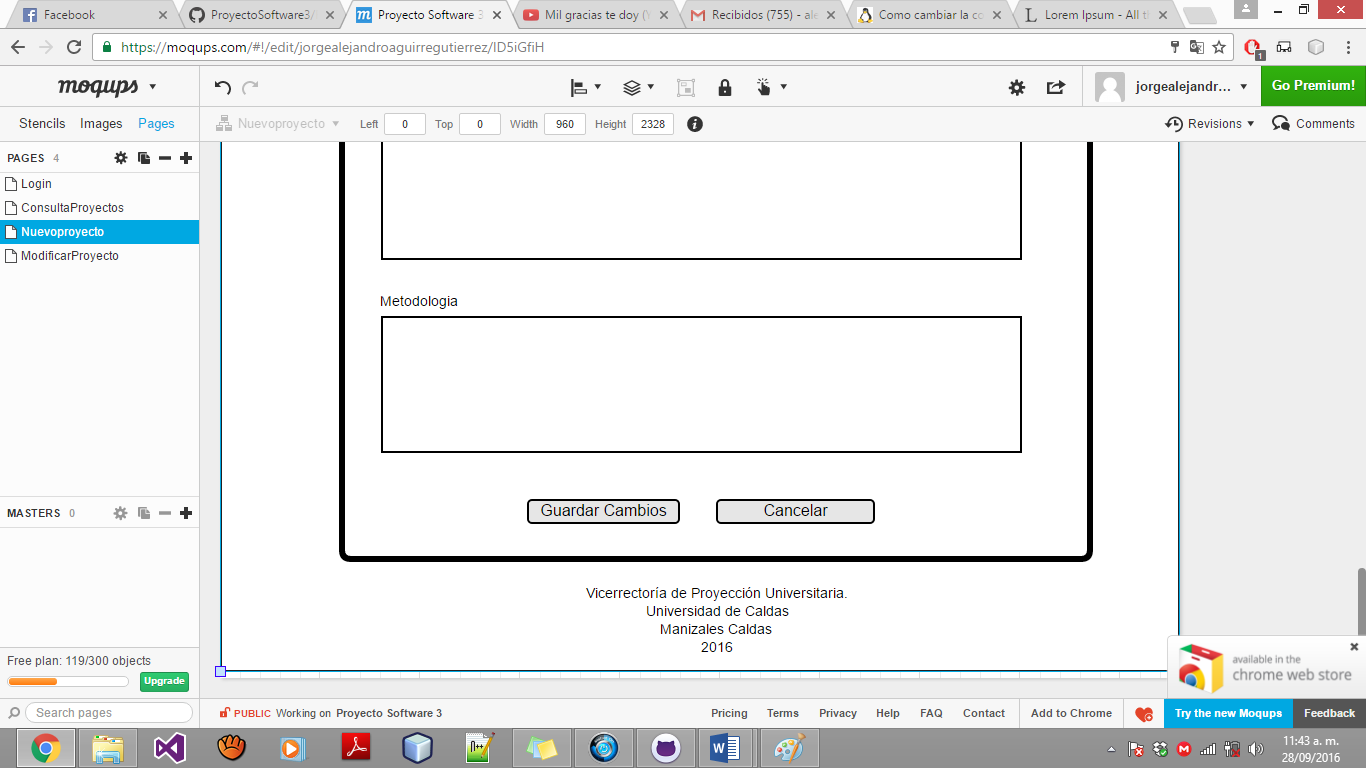 Facebook
ProyectoSoftware3/
Proyecto Software 3
Mil gracias te doy (
Recibidos (755) - ale
Como cambiar la co
Lorem Ipsum - All t
https://moqups.com/#!/edit/jorgealejandroaguirregutierrez/ID5iGfiH
1
moqups
jorgealejandr...
Go Premium!
Stencils Images Pages
Nuevoproyecto
Left 0 Top 0 Width 960 Height 2328
Revisions
Comments
PAGES 4
Login
ConsultaProyectos
Nuevoproyecto
ModificarProyecto
Metodologia
Guardar Cambios
Cancelar
MASTERS 0
Vicerrectoría de Proyección Universitaria.
Universidad de Caldas
Manizales Caldas
2016
Free plan: 119/300 objects
Upgrade
available in the
chrome web store
Search pages
PUBLIC Working on Proyecto Software 3
Pricing Terms Privacy Help FAQ Contact
Add to Chrome
Try the new Moqups
Feedback
11:43 a. m.
28/09/2016